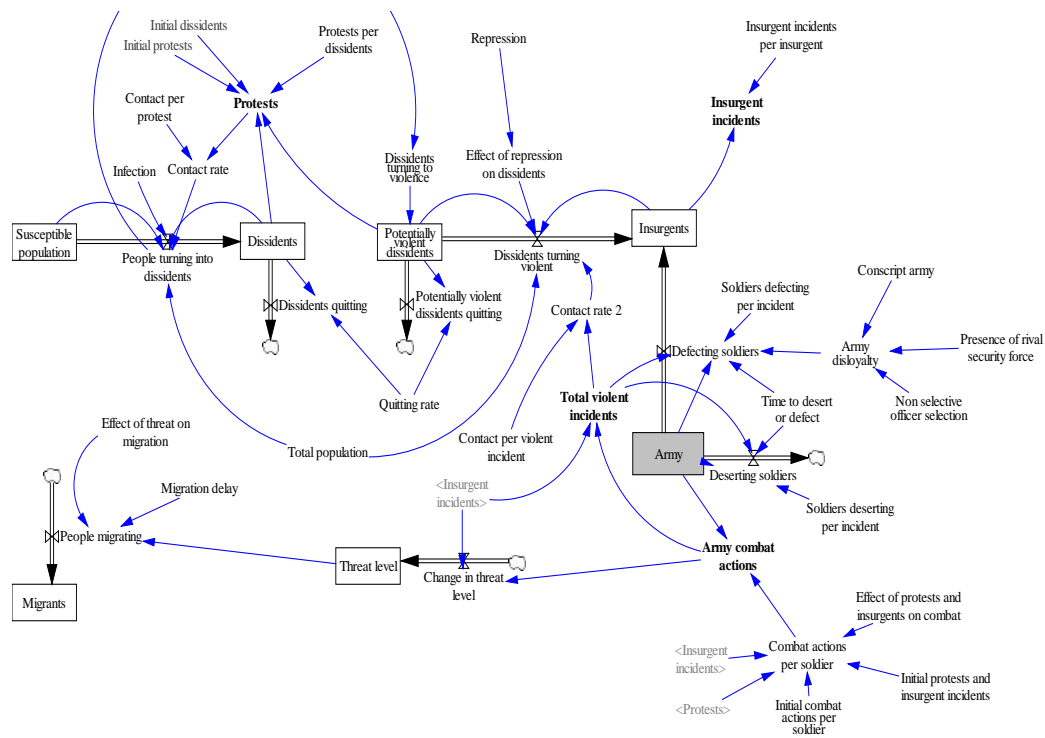 Initial dissidents
Initial protests
Protests per
dissidents
Repression
Insurgent incidents
per insurgent
Contact per
protest
Protests
Insurgent
incidents
Infection
Contact rate
Dissidents
turning to
violence
Effect of repression
on dissidents
Susceptible
population
Dissidents
Potentially
violent
dissidents
Insurgents
People turning into
dissidents
Dissidents turning
violent
Dissidents quitting
Potentially violent
dissidents quitting
Contact rate 2
Soldiers defecting
per incident
Conscript army
Defecting soldiers
Army
disloyalty
Presence of rival
security force
Quitting rate
Total violent
incidents
Time to desert
or defect
Non selective
officer selection
Effect of threat on
migration
Total population
Contact per violent
incident
Army
Deserting soldiers
Migration delay
<Insurgent
incidents>
Soldiers deserting
per incident
People migrating
Army combat
actions
Threat level
Change in threat
level
Migrants
Effect of protests and
insurgents on combat
<Insurgent
incidents>
Combat actions
per soldier
Initial protests and
insurgent incidents
<Protests>
Initial combat
actions per
soldier